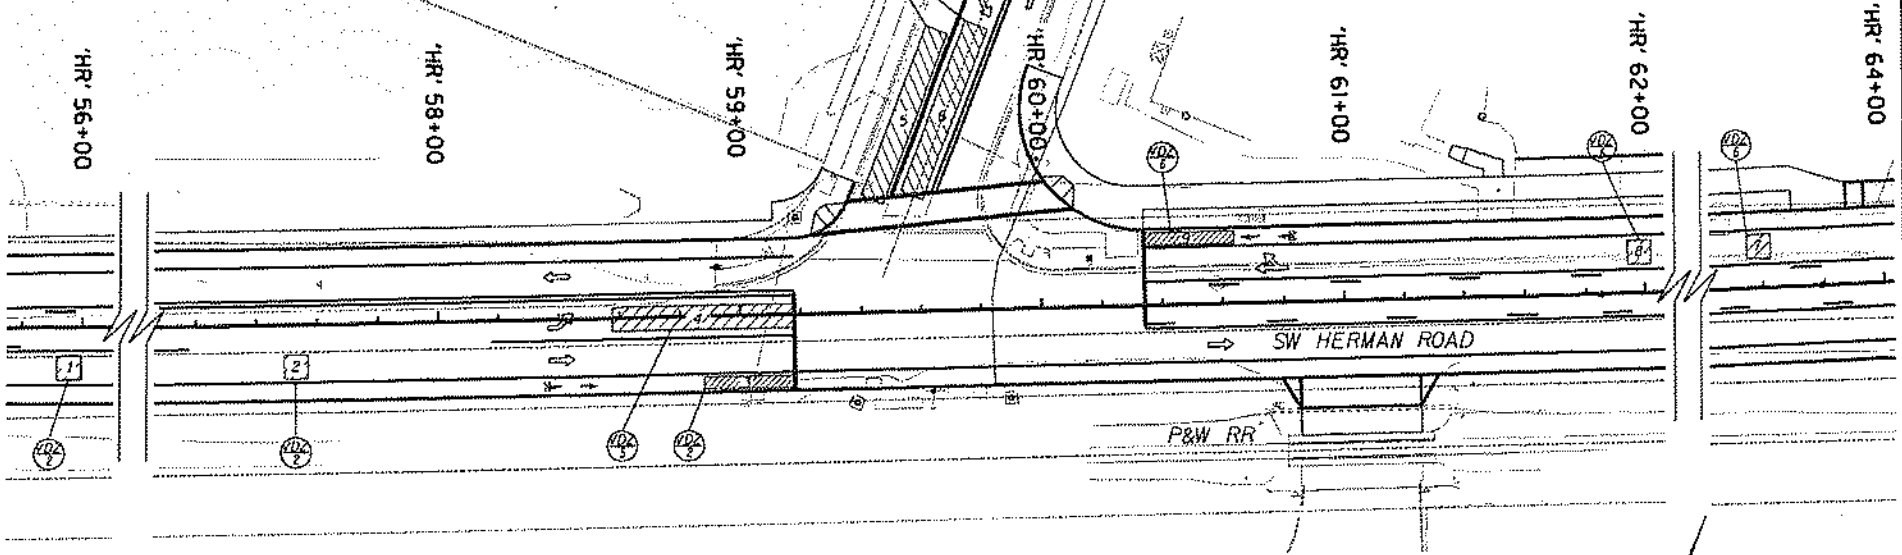 'HR' 56+00
'HR' 58+00
'HR' 59+00
'HR' 60+00
'HR' 61+00
'HR' 62+00
'HR' 64+00
5
6
VDZ
6
VDZ
VDZ
6
9
8
7
4
SW HERMAN ROAD
1
2
VDZ
2
VDZ
2
VDZ
VDZ
2
P&W RR